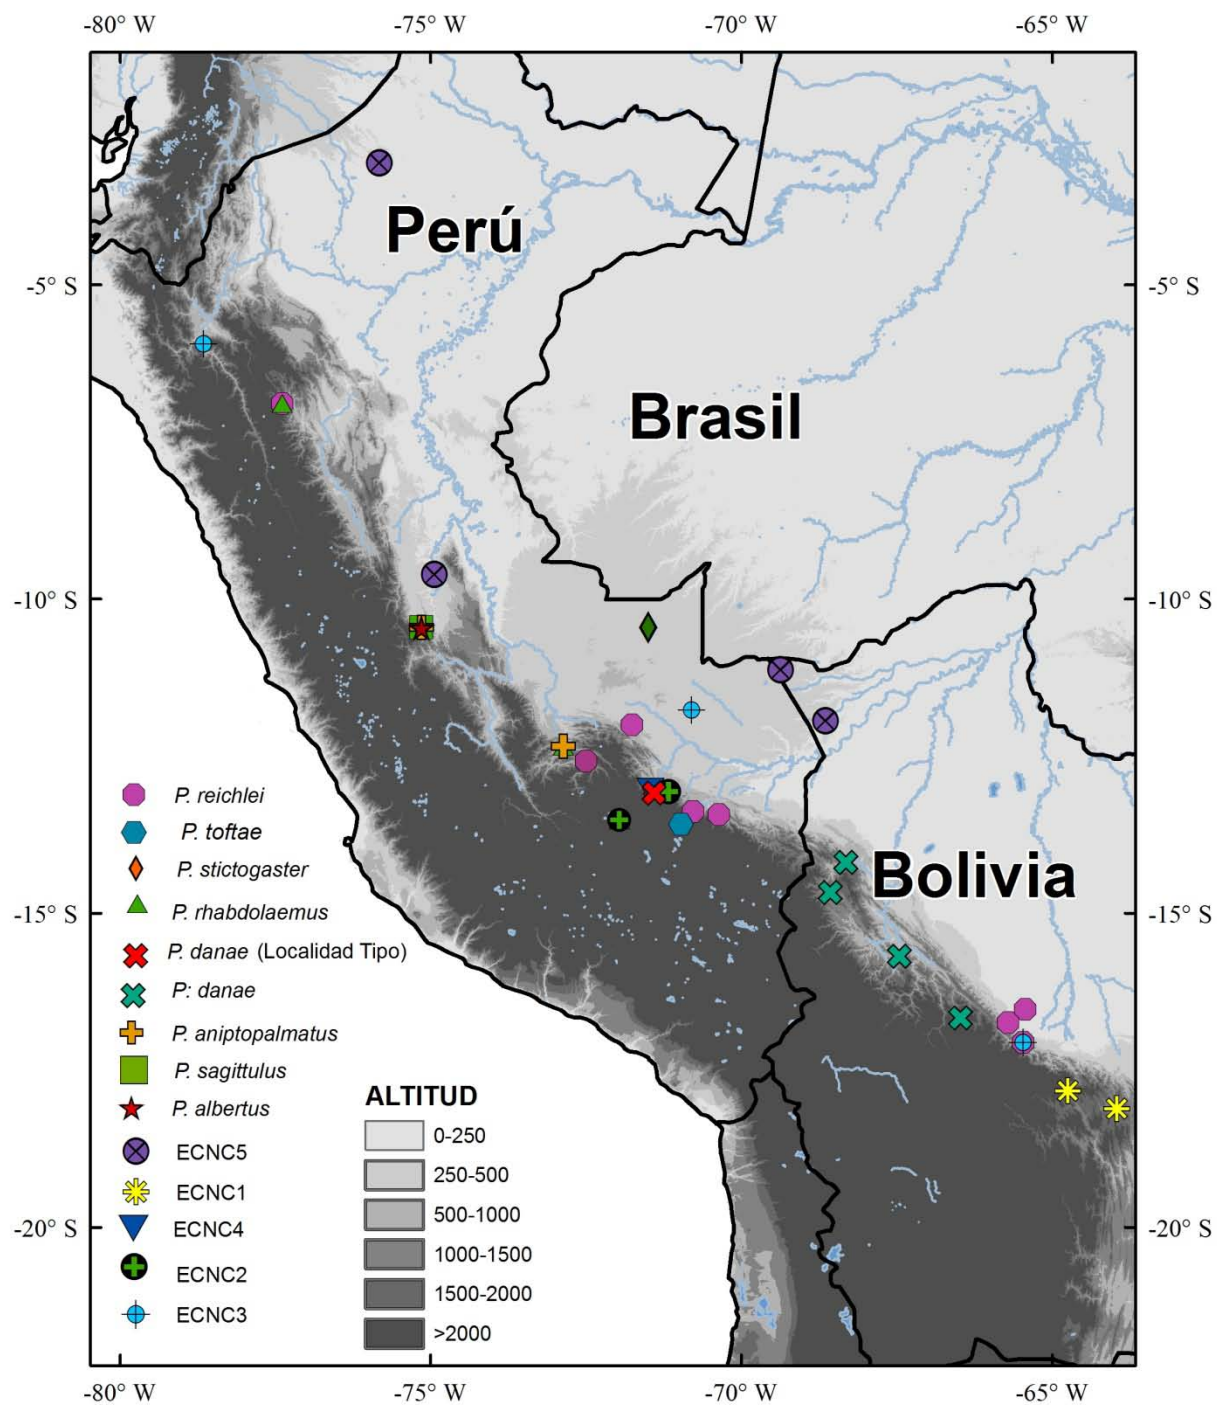 -80° W -75° W -70° W -65° W
Perú
-5° S -5° S
Brasil
-10° S -10° S
Bolivia
-15° S -15° S
P. reichlei
P. toftae
P. stictogaster
P. rhabdolaemus
P. danae (Localidad Tipo)
P: danae
P. aniptopalmatus
P. sagittulus
P. albertus
ECNC5
ECNC1
ECNC4
ECNC2
ECNC3
ALTITUD
0-250
250-500
500-1000
1000-1500
1500-2000
>2000
-20° S -20° S
-80° W -75° W -70° W -65° W